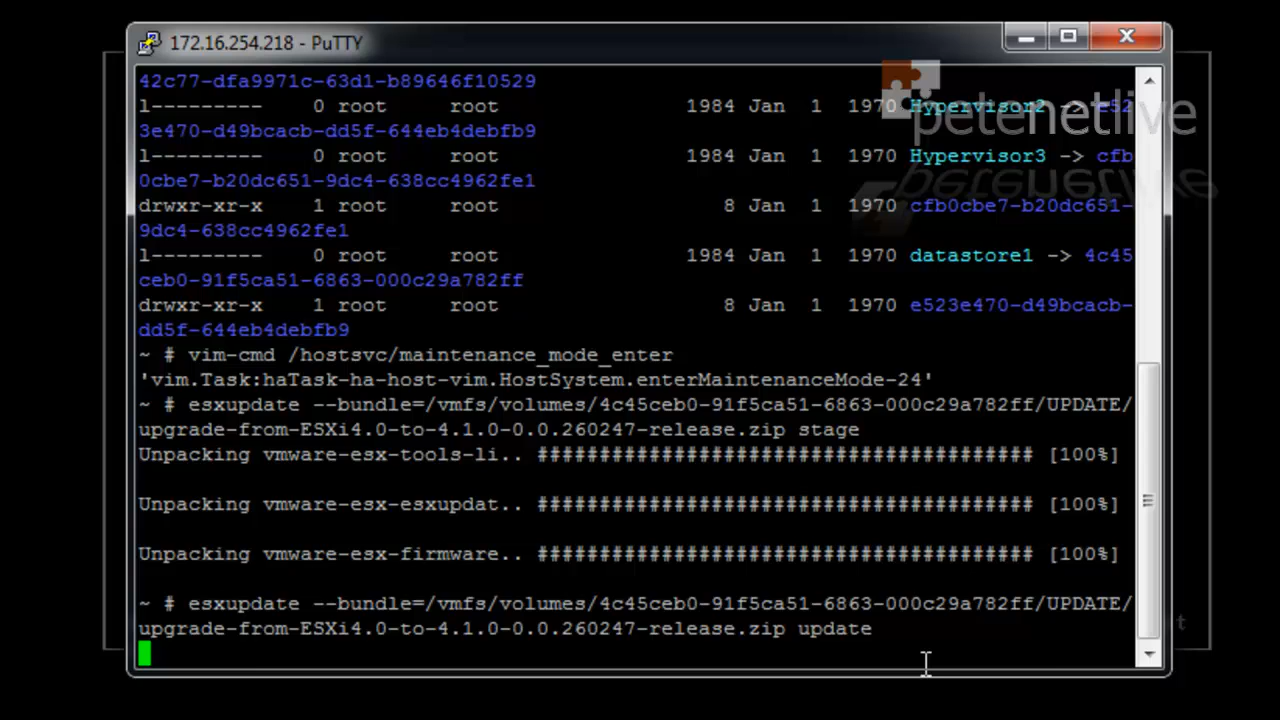 172.16.254.218 - PuTTY
petenetlive
42c77-dfa9971c-63d1-b89646f10529
l--------- 0 root root 1984 Jan 1 1970 Hypervisor2 -> e52
3e470-d49bcacb-dd5f-644eb4debfb9
l--------- 0 root root 1984 Jan 1 1970 Hypervisor3 -> cfb
0cbe7-b20dc651-9dc4-638cc4962fe1
drwxr-xr-x 1 root root 8 Jan 1 1970 cfb0cbe7-b20dc651-
9dc4-638cc4962fe1
l--------- 0 root root 1984 Jan 1 1970 datastore1 -> 4c45
ceb0-91f5ca51-6863-000c29a782ff
drwxr-xr-x 1 root root 8 Jan 1 1970 e523e470-d49bcacb-
dd5f-644eb4debfb9
~ # vim-cmd /hostsvc/maintenance_mode_enter
'vim.Task:haTask-ha-host-vim.HostSystem.enterMaintenanceMode-24'
~ # esxupdate --bundle=/vmfs/volumes/4c45ceb0-91f5ca51-6863-000c29a782ff/UPDATE/
upgrade-from-ESXi4.0-to-4.1.0-0.0.260247-release.zip stage
Unpacking vmware-esx-tools-li.. ######################################## [100%]
Unpacking vmware-esx-esxupdat.. ######################################## [100%]
Unpacking vmware-esx-firmware.. ######################################## [100%]
~ # esxupdate --bundle=/vmfs/volumes/4c45ceb0-91f5ca51-6863-000c29a782ff/UPDATE/
upgrade-from-ESXi4.0-to-4.1.0-0.0.260247-release.zip update